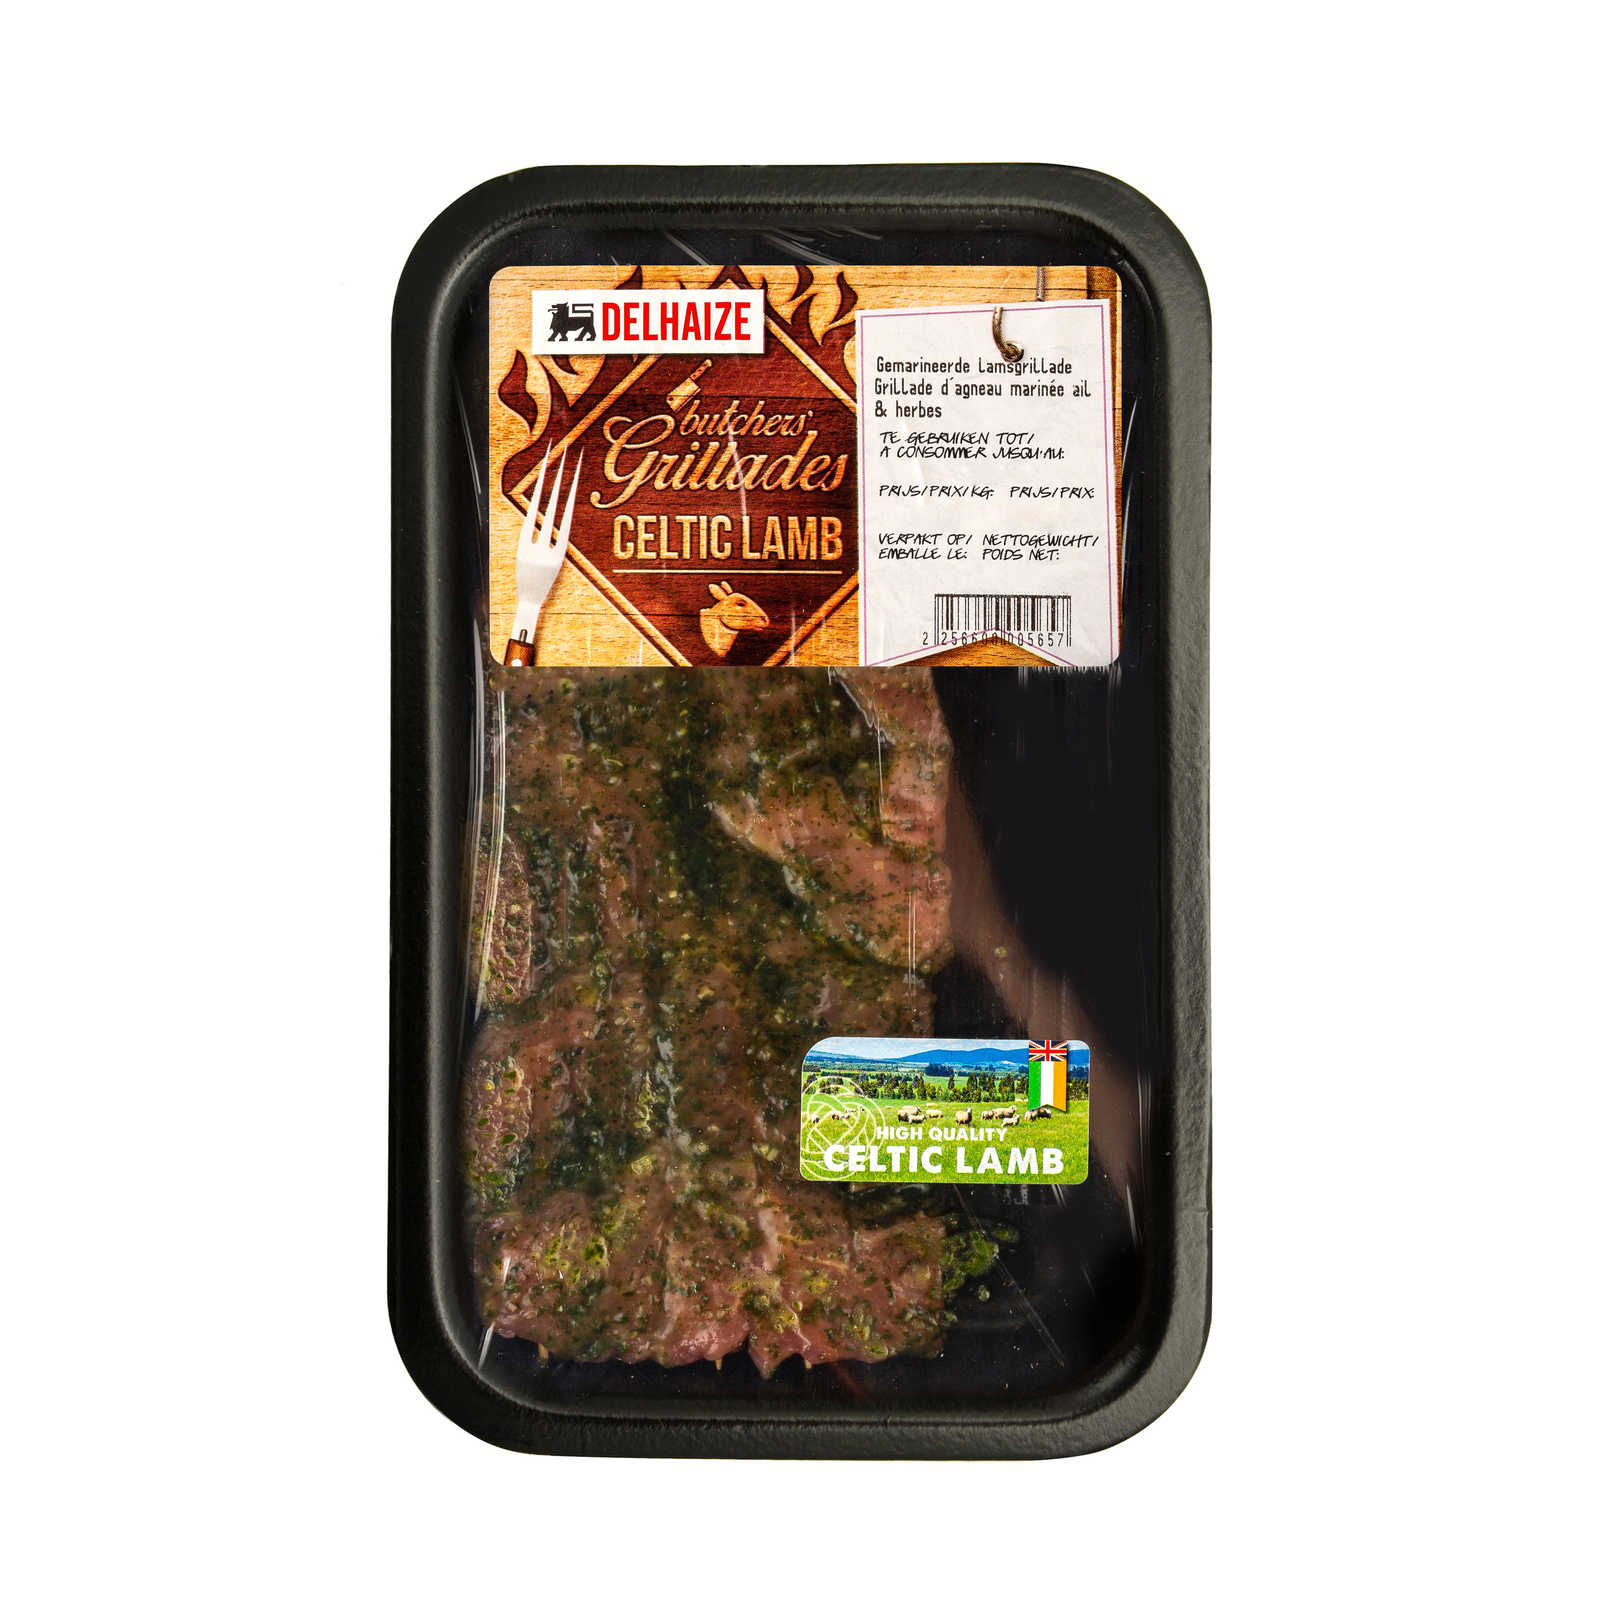 DELHAIZE
butchers'
Grillades
CELTIC LAMB
Gemarineerde Lamsgrillade
Grillade d'agneau marinée ail
& herbes
TE GEBRUIKEN TOT/
A CONSOMMER JUSQU'AU:
PRIJS/PRIX/KG: PRIJS/PRIX:
VERPAKT OP/ NETTOGEWICHT/
EMBALLE LE: POIDS NET:
HIGH QUALITY
CELTIC LAMB